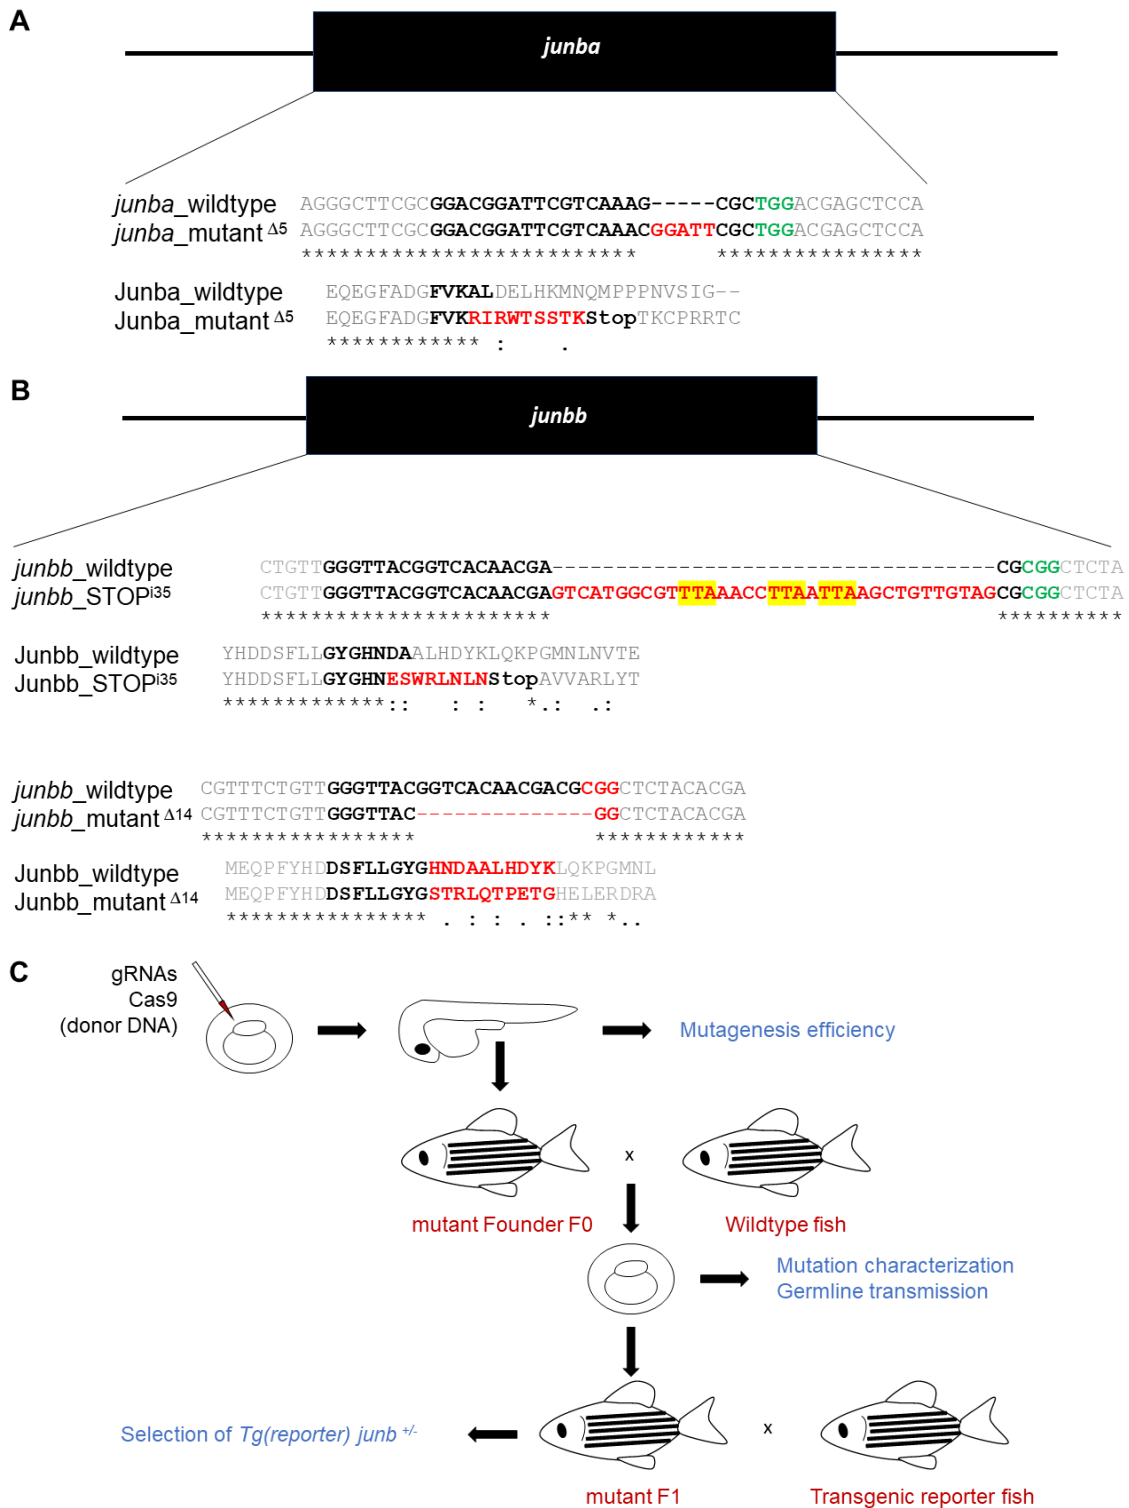 A
junba
junba_wildtype AGGGCTTCGCGGACGGATTCGTCAAAG-----CGCTGGACGAGCTCCA
junba_mutant Δ5 AGGGCTTCGCGGACGGATTCGTCAAACGGATTCGCTGGACGAGCTCCA
************************** ****************
Junba_wildtype EQEGFADGFVKALDELHKMNQMPPPNVSIG--
Junba_mutant Δ5 EQEGFADGFVKRIRWTSSTKStopTKCPRRTC
************ : .
B
junbb
junbb_wildtype CTGTTGGGTTACGGTCACAACGA-----------------------------------CGCGGCTCTA
junbb_STOPi35 CTGTTGGGTTACGGTCACAACGAGTCATGGCGTTTAAACCTTAATTAAGCTGTTGTAGCGCGGCTCTA
*********************** **********
Junbb_wildtype YHDDSFLLGYGHNDAALHDYKLQKPGMNLNVTE
Junbb_STOPi35 YHDDSFLLGYGHNESWRLNLNStopAVVARLYT
*************:: : : *.: .:
junbb_wildtype CGTTTCTGTTGGGTTACGGTCACAACGACGCGGCTCTACACGA
junbb_mutant Δ14 CGTTTCTGTTGGGTTAC--------------GGCTCTACACGA
***************** ************
Junbb_wildtype MEQPFYHDDSFLLGYGHNDAALHDYKLQKPGMNL
Junbb_mutant Δ14 MEQPFYHDDSFLLGYGSTRLQTPETGHELERDRA
**************** . : : . ::** *..
C
gRNAs
Cas9
(donor DNA)
Mutagenesis efficiency
x
mutant Founder F0 Wildtype fish
Mutation characterization
Germline transmission
Selection of Tg(reporter) junb +/-
x
mutant F1 Transgenic reporter fish